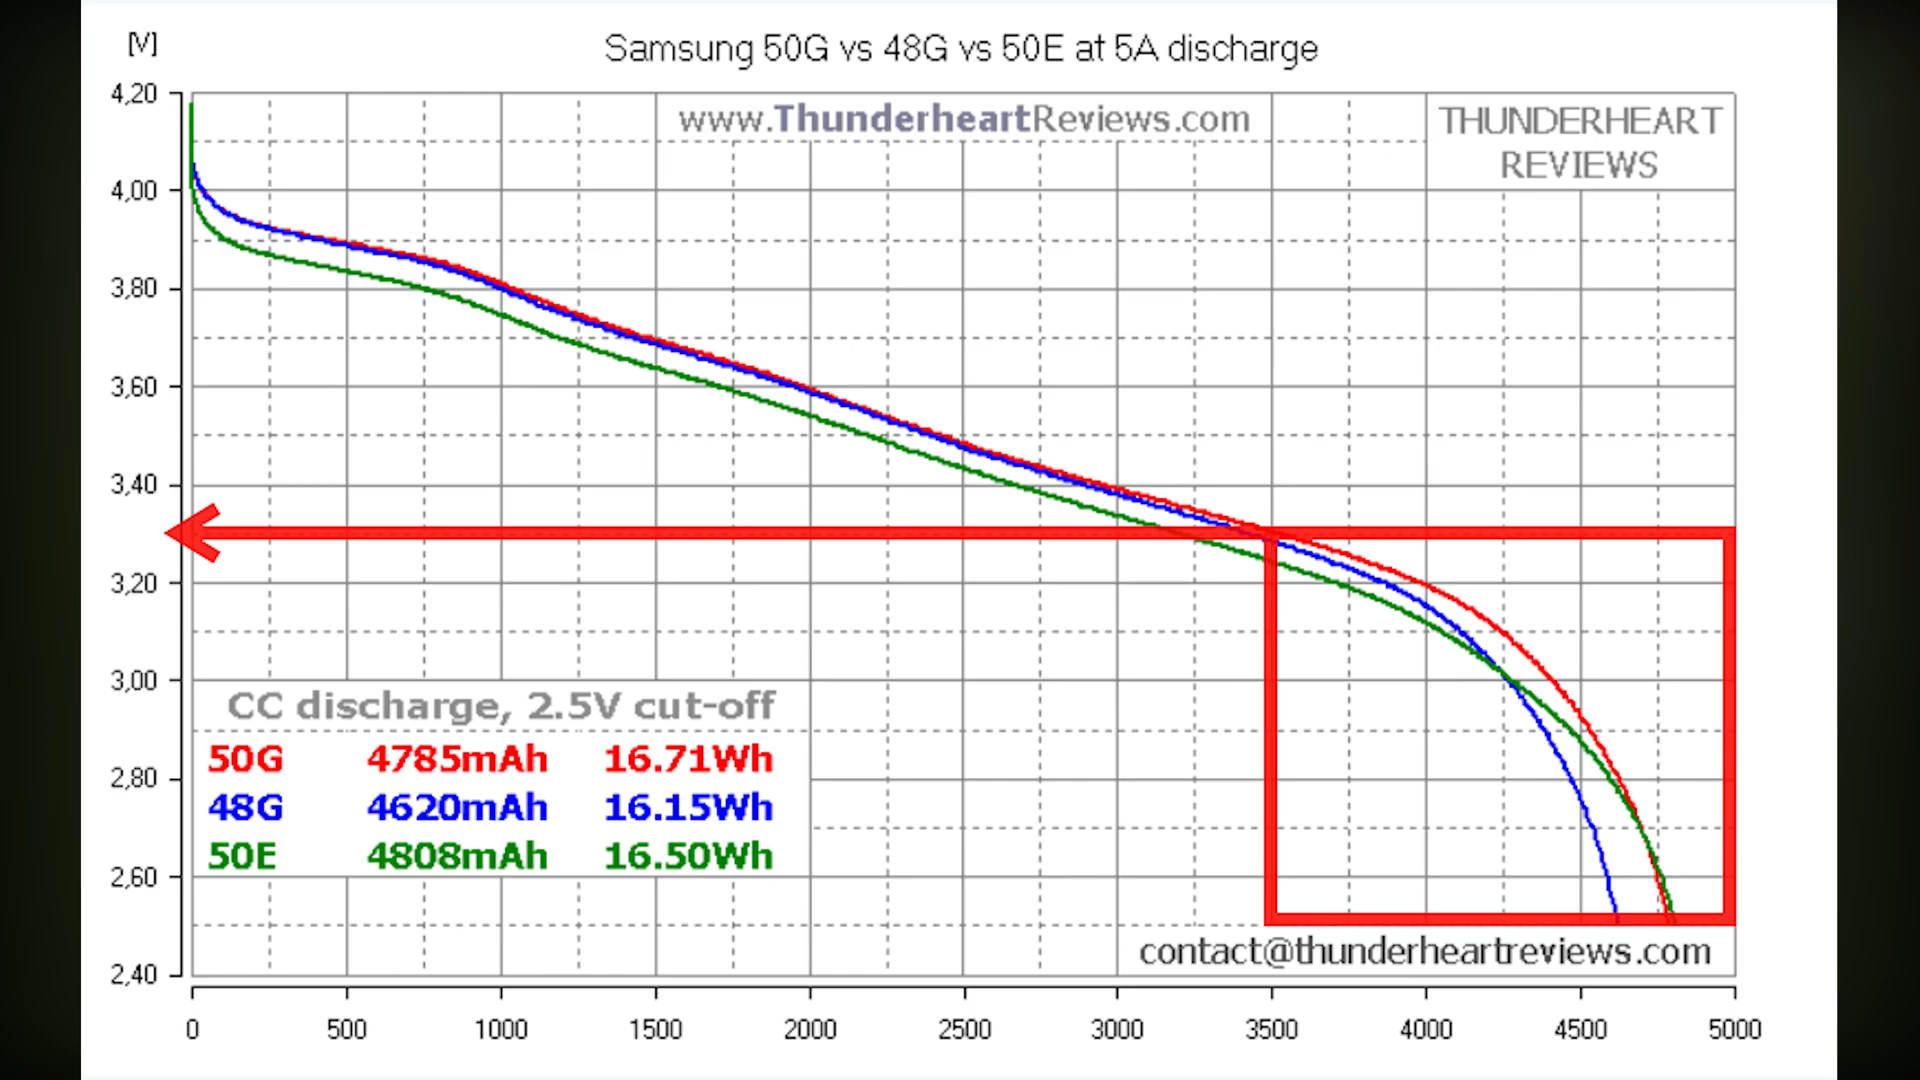 [V]
Samsung 50G vs 48G vs 50E at 5A discharge
www.ThunderheartReviews.com
THUNDERHEART
REVIEWS
4,20
4,00
3,80
3,60
3,40
3,20
3,00
2,80
2,60
2,40
CC discharge, 2.5V cut-off
50G 4785mAh 16.71Wh
48G 4620mAh 16.15Wh
50E 4808mAh 16.50Wh
contact@thunderheartreviews.com
0 500 1000 1500 2000 2500 3000 3500 4000 4500 5000